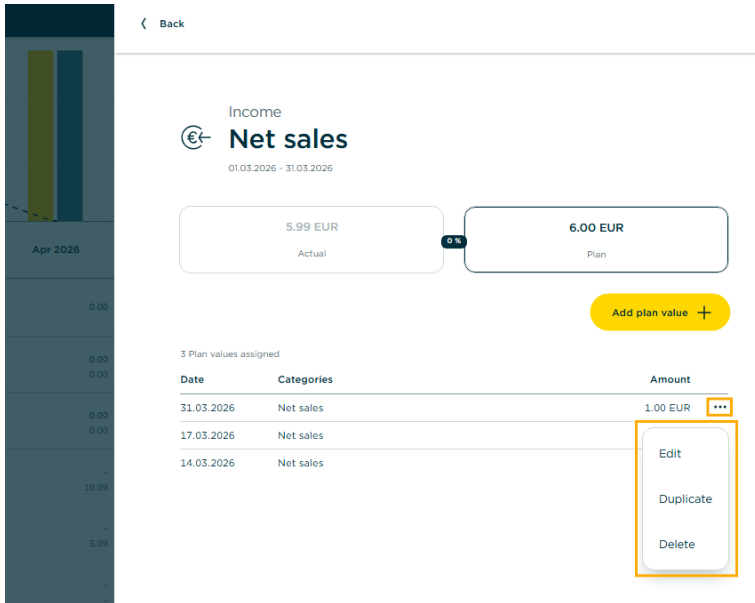 Back
Income
Net sales
01.03.2026 - 31.03.2026
5.99 EUR
Actual
0 %
6.00 EUR
Plan
Add plan value
3 Plan values assigned
Date Categories Amount
31.03.2026 Net sales 1.00 EUR
17.03.2026 Net sales
14.03.2026 Net sales
Edit
Duplicate
Delete
Apr 2026
0.00
0.00
0.00
0.00
0.00
-
19.99
-
5.99
-
-